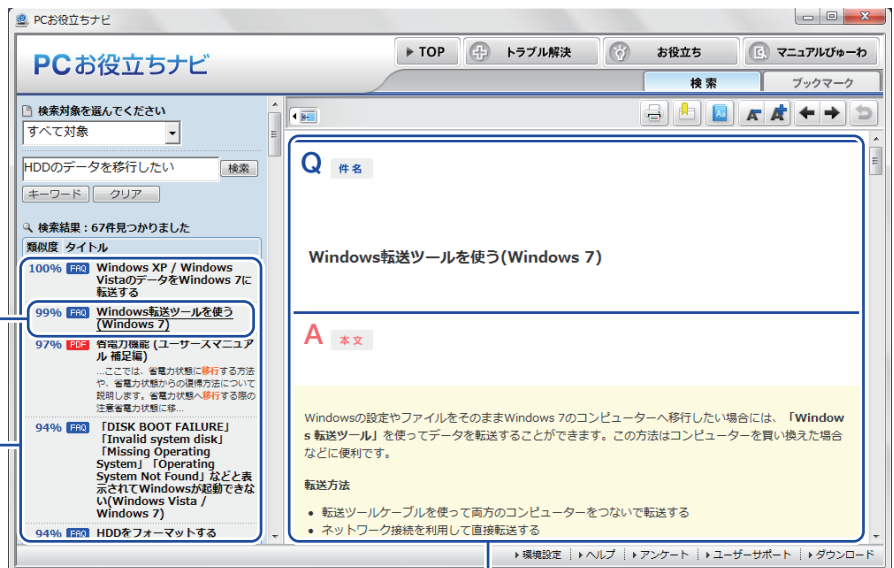 PCお役立ちナビ
PCお役立ちナビ
TOP
トラブル解決
お役立ち
マニュアルびゅーわ
検索
ブックマーク
検索対象を選んでください
すべて対象
HDDのデータを移行したい
検索
キーワード
クリア
検索結果：67件見つかりました
類似度 タイトル
100% FAQ Windows XP / Windows
VistaのデータをWindows 7に
転送する
99% FAQ Windows転送ツールを使う
(Windows 7)
97% PDF 省電力機能 (ユーザーズマニュア
ル 補足編)
...ここでは、省電力状態に移行する方法
や、省電力状態からの復帰方法について
説明します。省電力状態へ移行する際の
注意省電力状態に移...
94% FAQ 「DISK BOOT FAILURE」
「Invalid system disk」
「Missing Operating
System」「Operating
System Not Found」などと表
示されてWindowsが起動できな
い(Windows Vista /
Windows 7)
94% FAQ HDDをフォーマットする
Q 件名
Windows転送ツールを使う(Windows 7)
A 本文
Windowsの設定やファイルをそのままWindows 7のコンピューターへ移行したい場合には、「Window
s 転送ツール」を使ってデータを転送することができます。この方法はコンピューターを買い換えた場合
などに便利です。
転送方法
• 転送ツールケーブルを使って両方のコンピューターをつないで転送する
• ネットワーク接続を利用して直接転送する
環境設定
ヘルプ
アンケート
ユーザーサポート
ダウンロード